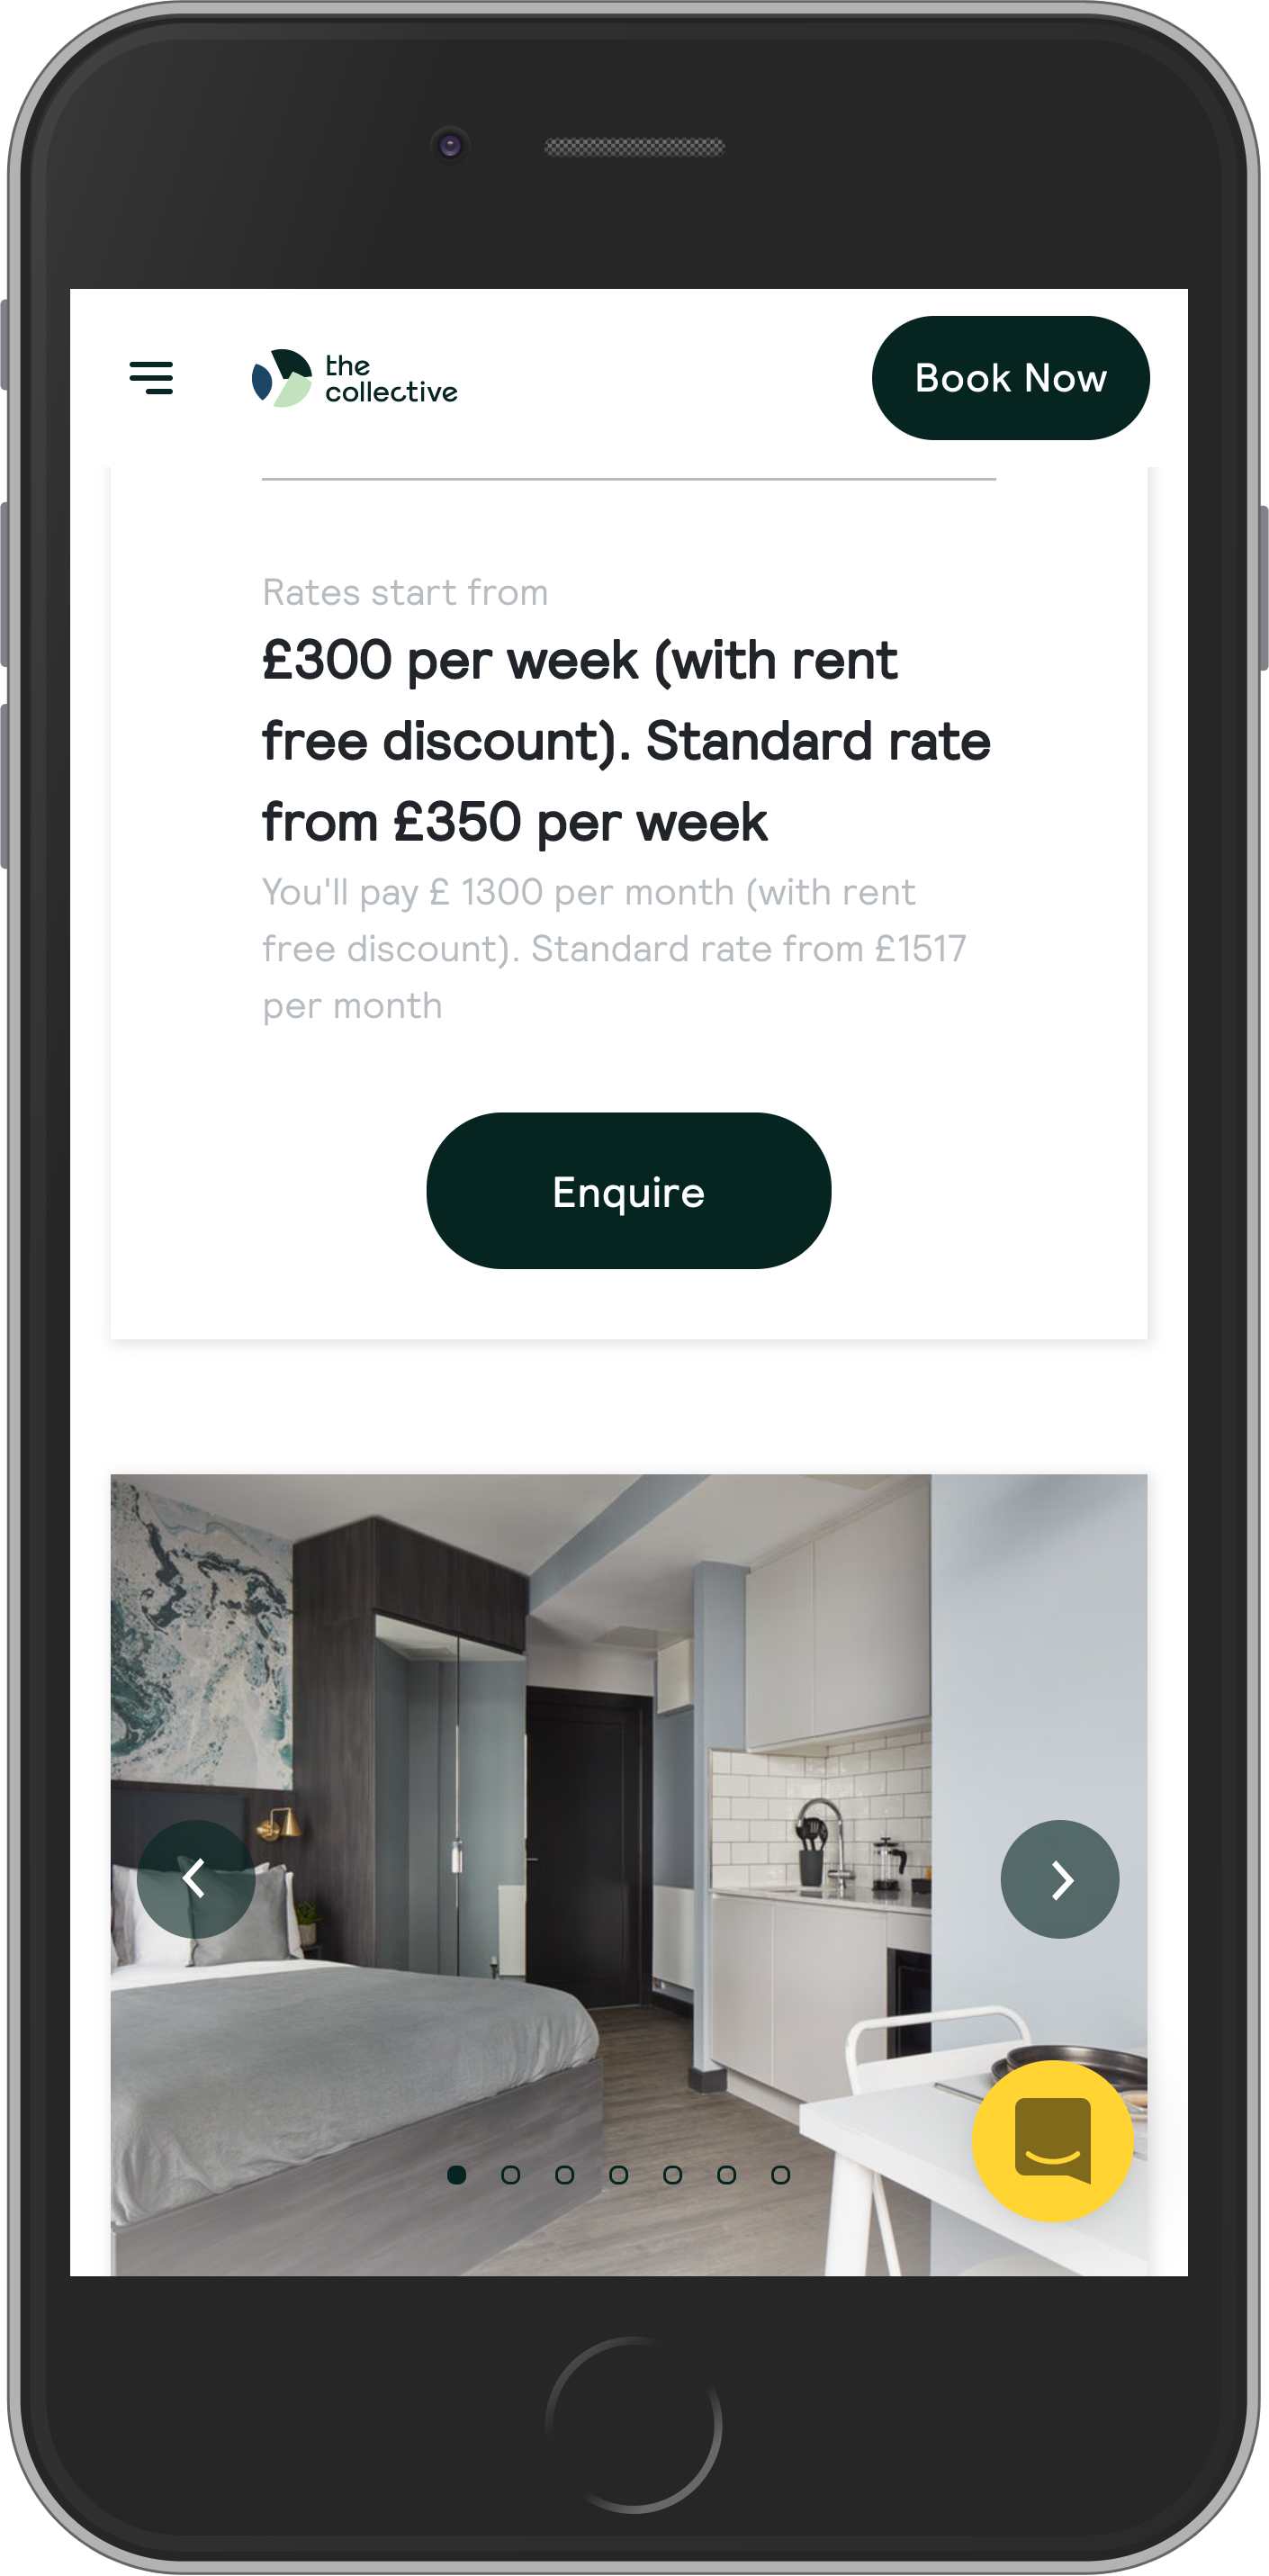 the
collective
Book Now
Rates start from
£300 per week (with rent
free discount). Standard rate
from £350 per week
You'll pay £ 1300 per month (with rent
free discount). Standard rate from £1517
per month
Enquire